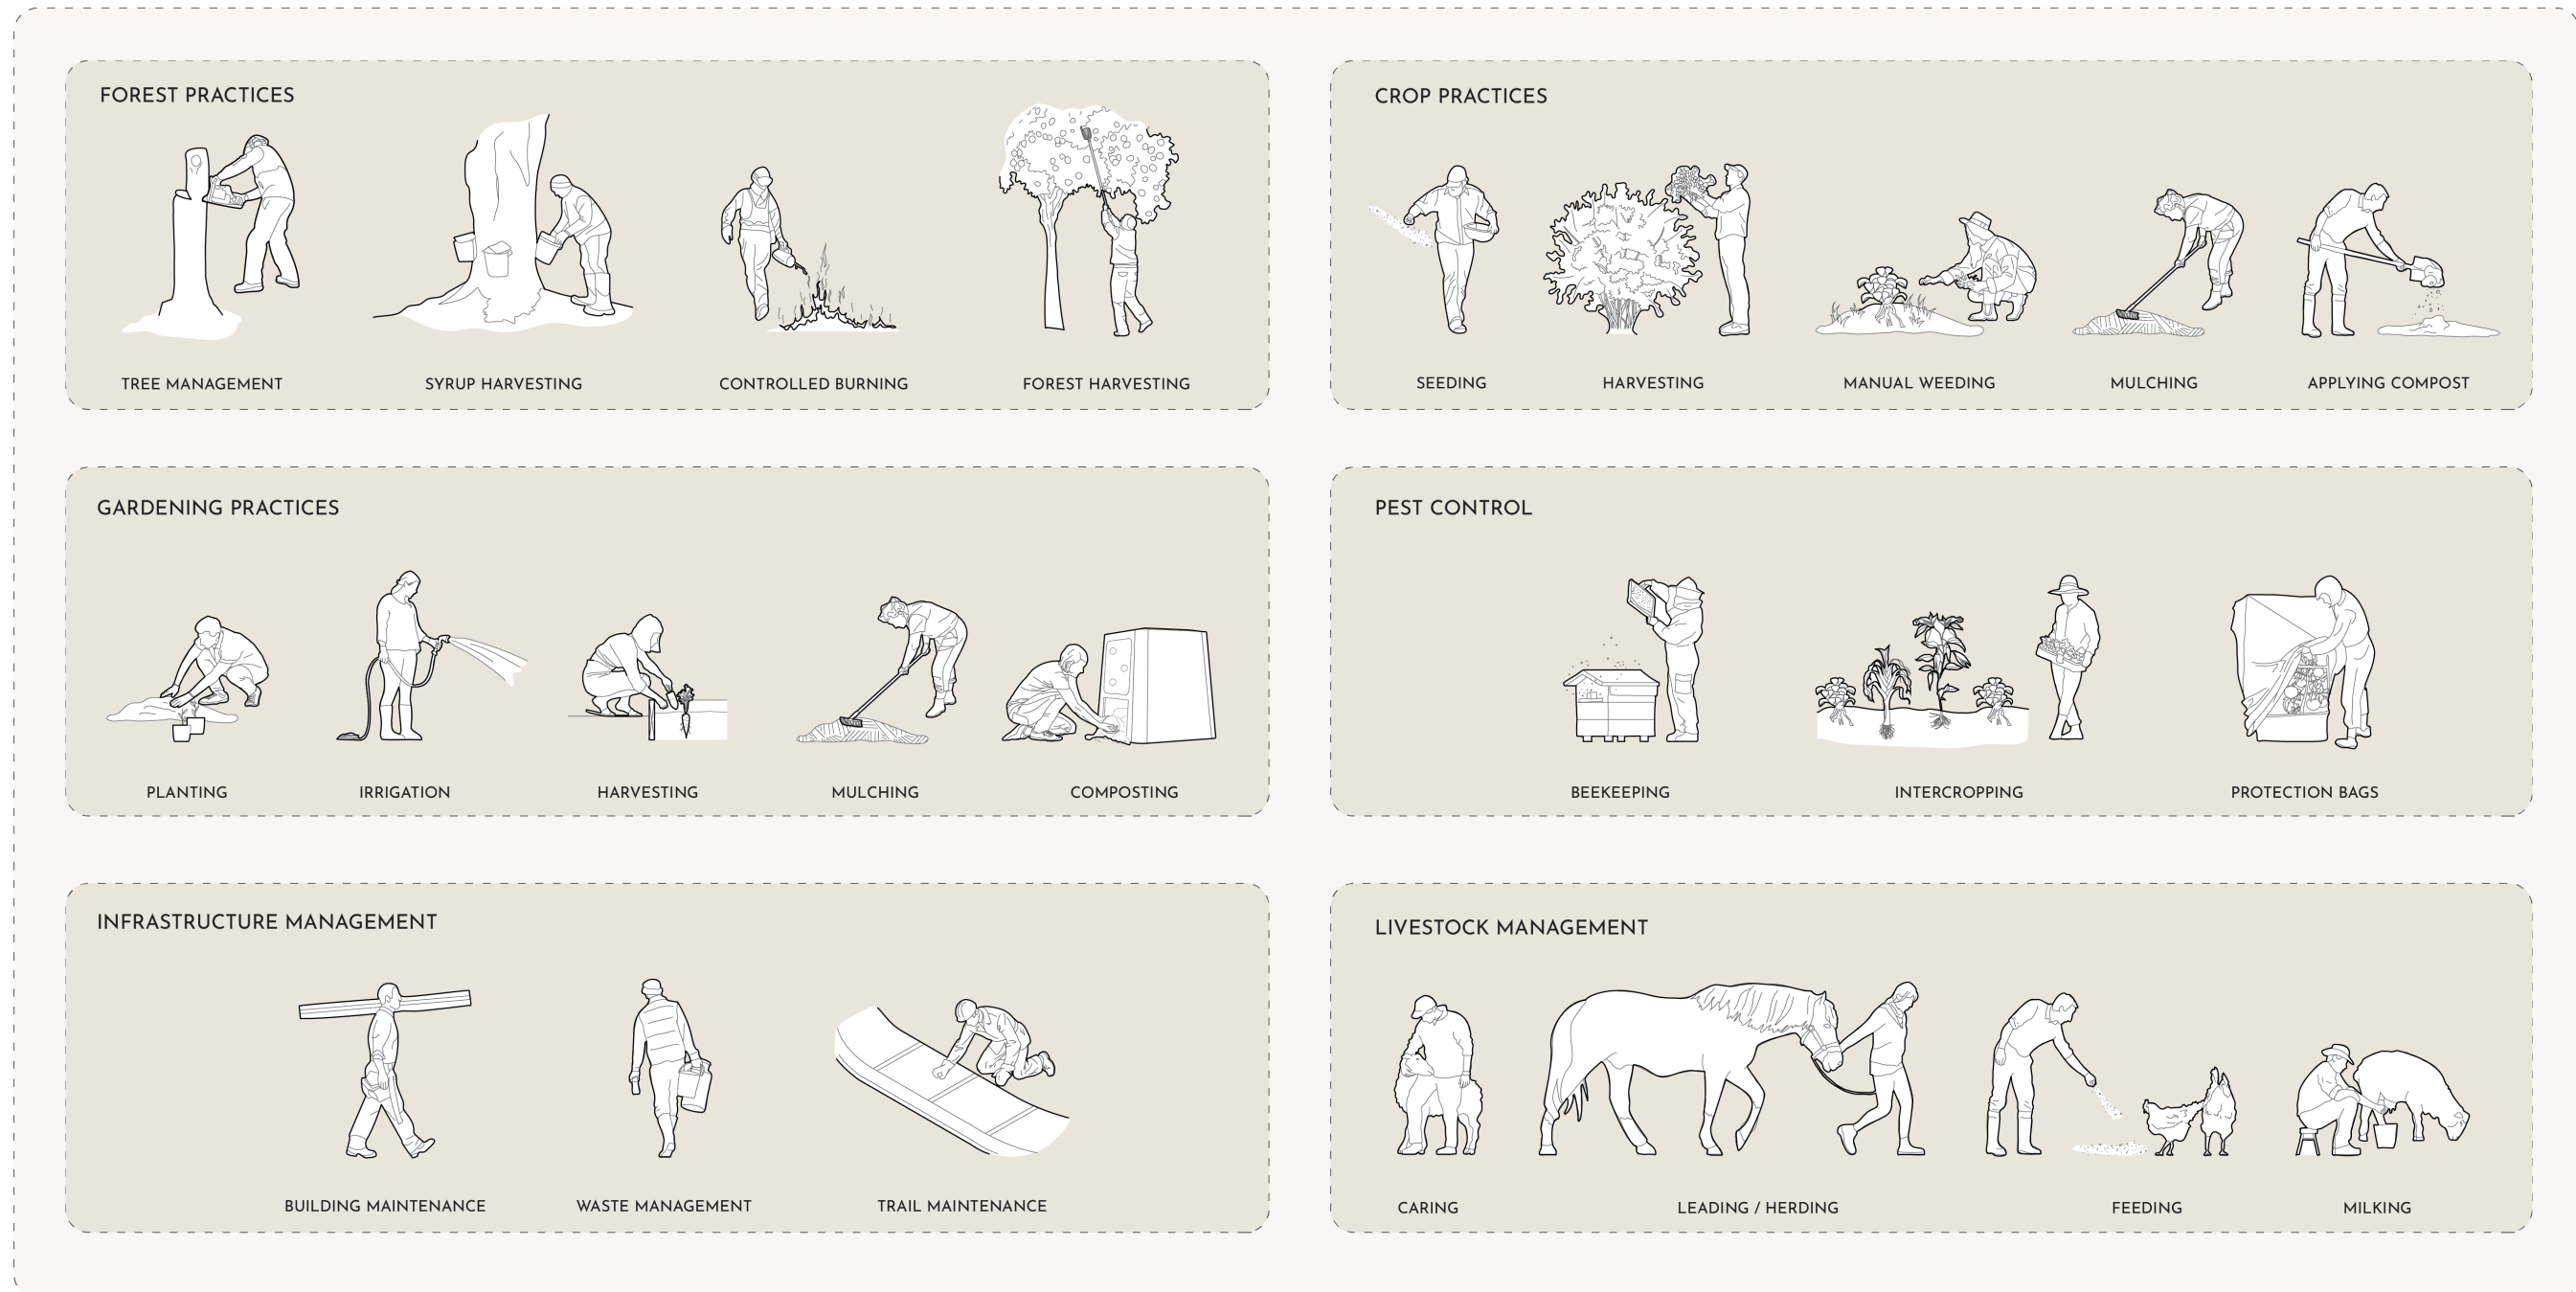 FOREST PRACTICES
TREE MANAGEMENT
SYRUP HARVESTING
CONTROLLED BURNING
FOREST HARVESTING
CROP PRACTICES
SEEDING
HARVESTING
MANUAL WEEDING
MULCHING
APPLYING COMPOST
GARDENING PRACTICES
PLANTING
IRRIGATION
HARVESTING
MULCHING
COMPOSTING
PEST CONTROL
BEEKEEPING
INTERCROPPING
PROTECTION BAGS
INFRASTRUCTURE MANAGEMENT
BUILDING MAINTENANCE
WASTE MANAGEMENT
TRAIL MAINTENANCE
LIVESTOCK MANAGEMENT
CARING
LEADING / HERDING
FEEDING
MILKING